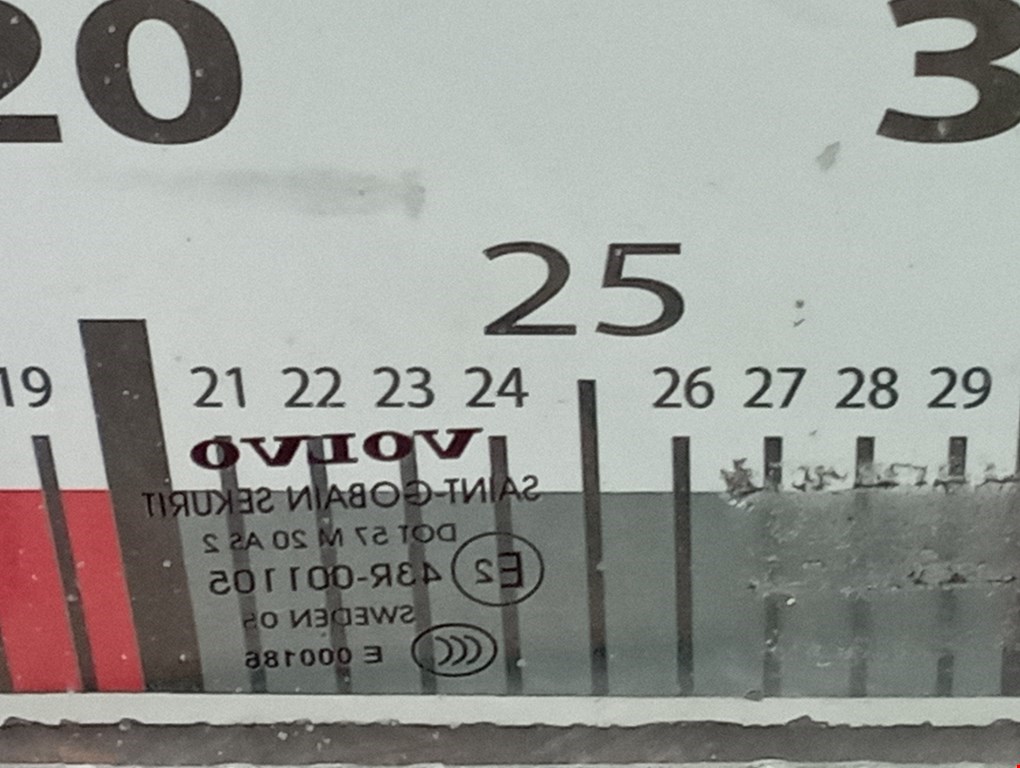 20 3
25
19 21 22 23 24 26 27 28 29
VOLVO
SAINT-GOBAIN SEKURIT
DOT 57 M 20 AS 2
E2 43R-001105
SWEDEN 05
E 000186